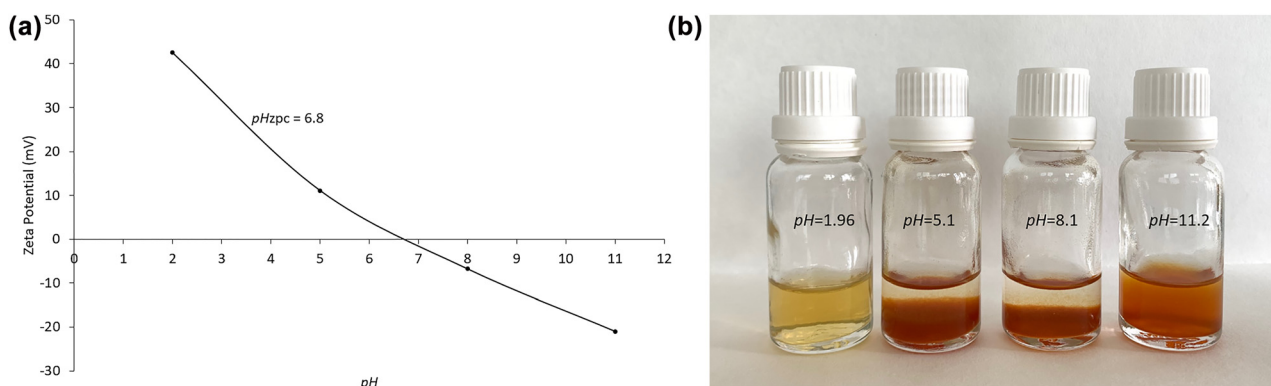 (a)
50
40
30
20
10
0
-10
-20
-30
Zeta Potential (mV)
pHzpc = 6.8
0 1 2 3 4 5 6 7 8 9 10 11 12
pH
(b)
pH=1.96
pH=5.1
pH=8.1
pH=11.2